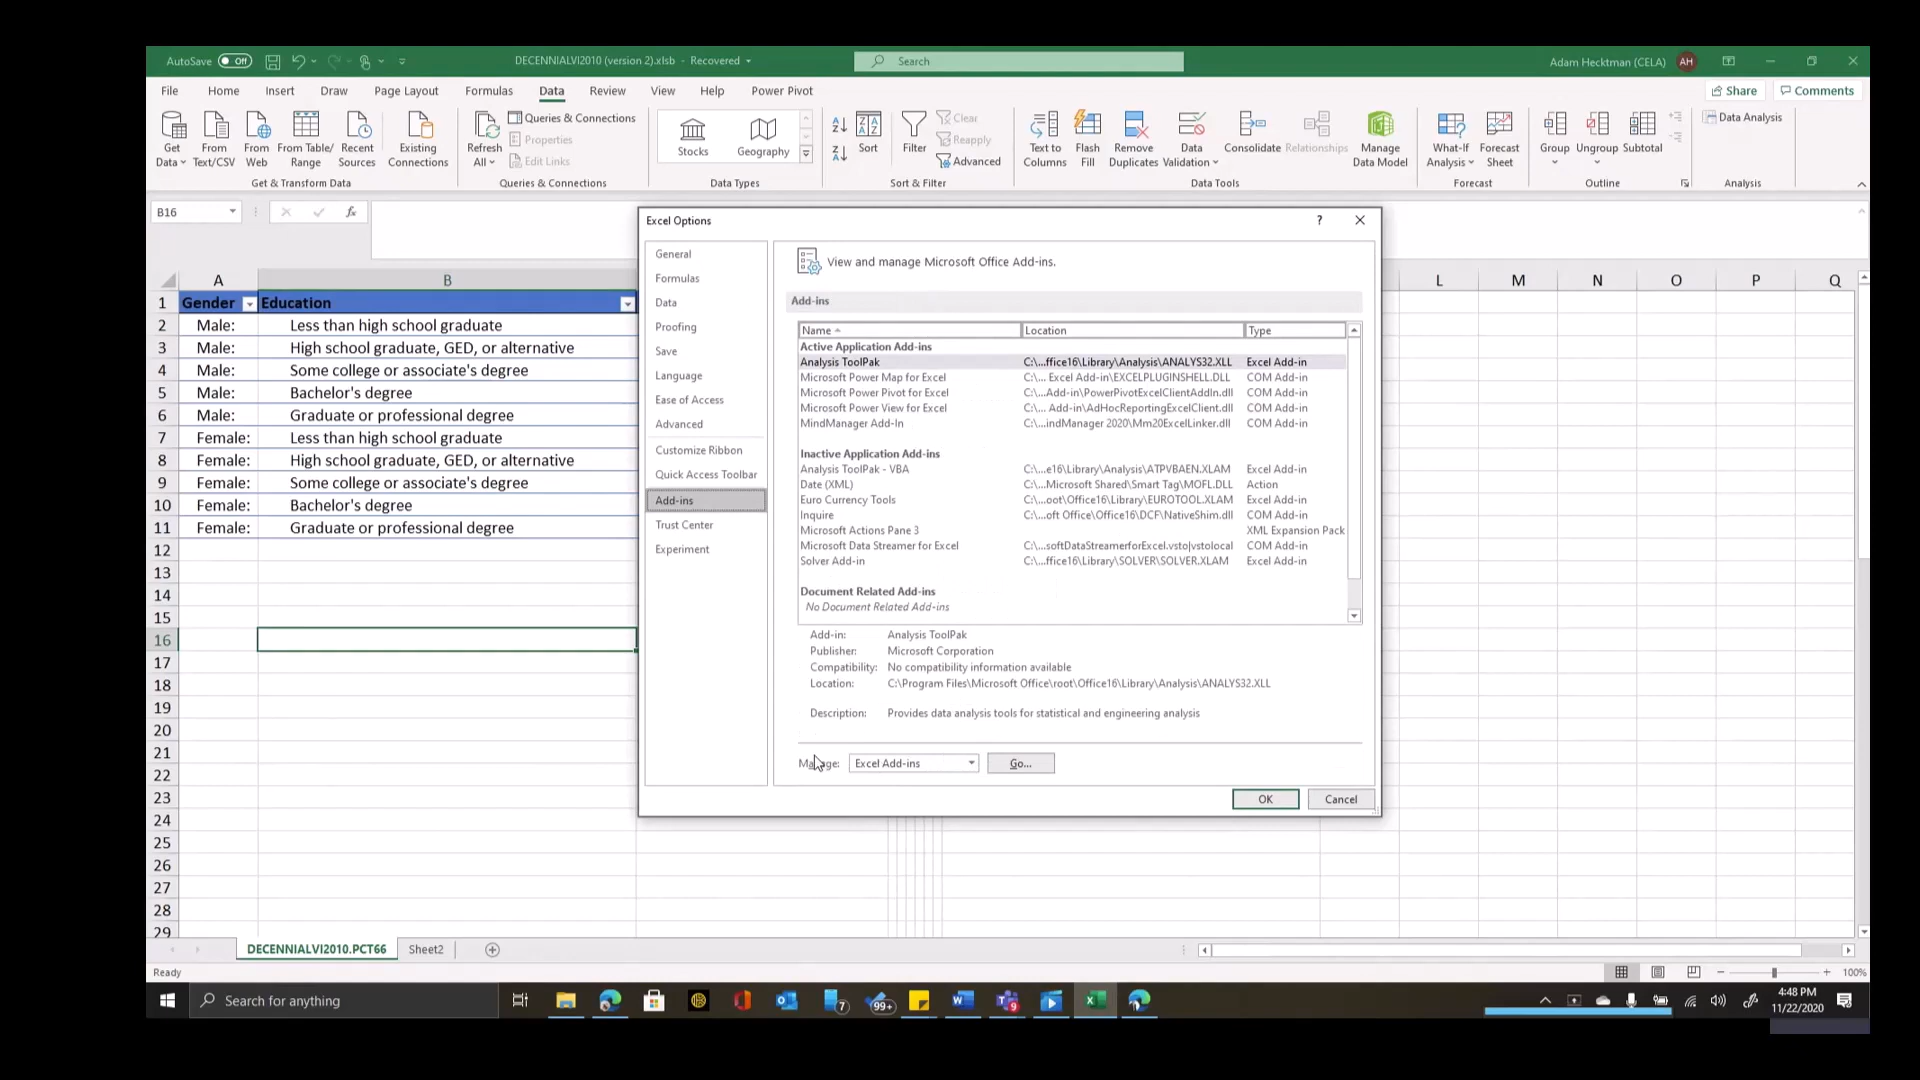 AutoSave Off DECENNIALVI2010 (version 2).xlsb - Recovered Search Adam Hecktman (CELA) AH
File Home Insert Draw Page Layout Formulas Data Review View Help Power Pivot Share Comments
Get Data From Text/CSV From Web From Table/ Range Recent Sources Existing Connections
Get & Transform Data
Refresh All Queries & Connections
Properties
Edit Links
Queries & Connections
Stocks Geography
Data Types
Sort Filter Clear
Reapply
Advanced
Sort & Filter
Text to Columns Flash Fill Remove Duplicates Data Validation Consolidate Relationships Manage Data Model
Data Tools
What-If Analysis Forecast Sheet
Forecast
Group Ungroup Subtotal
Outline
Data Analysis
Analysis
B16 fx
A B L M N O P Q
1 Gender Education
2 Male: Less than high school graduate
3 Male: High school graduate, GED, or alternative
4 Male: Some college or associate's degree
5 Male: Bachelor's degree
6 Male: Graduate or professional degree
7 Female: Less than high school graduate
8 Female: High school graduate, GED, or alternative
9 Female: Some college or associate's degree
10 Female: Bachelor's degree
11 Female: Graduate or professional degree
12
13
14
15
16
17
18
19
20
21
22
23
24
25
26
27
28
29
Excel Options ?
General
Formulas
Data
Proofing
Save
Language
Ease of Access
Advanced
Customize Ribbon
Quick Access Toolbar
Add-ins
Trust Center
Experiment
View and manage Microsoft Office Add-ins.
Add-ins
Name Location Type
Active Application Add-ins
Analysis ToolPak C:\...ffice16\Library\Analysis\ANALYS32.XLL Excel Add-in
Microsoft Power Map for Excel C:\... Excel Add-in\EXCELPLUGINSHELL.DLL COM Add-in
Microsoft Power Pivot for Excel C:\...Add-in\PowerPivotExcelClientAddIn.dll COM Add-in
Microsoft Power View for Excel C:\... Add-in\AdHocReportingExcelClient.dll COM Add-in
MindManager Add-In C:\...indManager 2020\Mm20ExcelLinker.dll COM Add-in
Inactive Application Add-ins
Analysis ToolPak - VBA C:\...e16\Library\Analysis\ATPVBAEN.XLAM Excel Add-in
Date (XML) C:\...Microsoft Shared\Smart Tag\MOFL.DLL Action
Euro Currency Tools C:\...oot\Office16\Library\EUROTOOL.XLAM Excel Add-in
Inquire C:\...oft Office\Office16\DCF\NativeShim.dll COM Add-in
Microsoft Actions Pane 3 XML Expansion Pack
Microsoft Data Streamer for Excel C:\...softDataStreamerforExcel.vsto|vstolocal COM Add-in
Solver Add-in C:\...ffice16\Library\SOLVER\SOLVER.XLAM Excel Add-in
Document Related Add-ins
No Document Related Add-ins
Add-in: Analysis ToolPak
Publisher: Microsoft Corporation
Compatibility: No compatibility information available
Location: C:\Program Files\Microsoft Office\root\Office16\Library\Analysis\ANALYS32.XLL
Description: Provides data analysis tools for statistical and engineering analysis
Manage: Excel Add-ins Go...
OK Cancel
DECENNIALVI2010.PCT66 Sheet2
Ready 100%
Search for anything 7 99+ 9 4:48 PM
11/22/2020